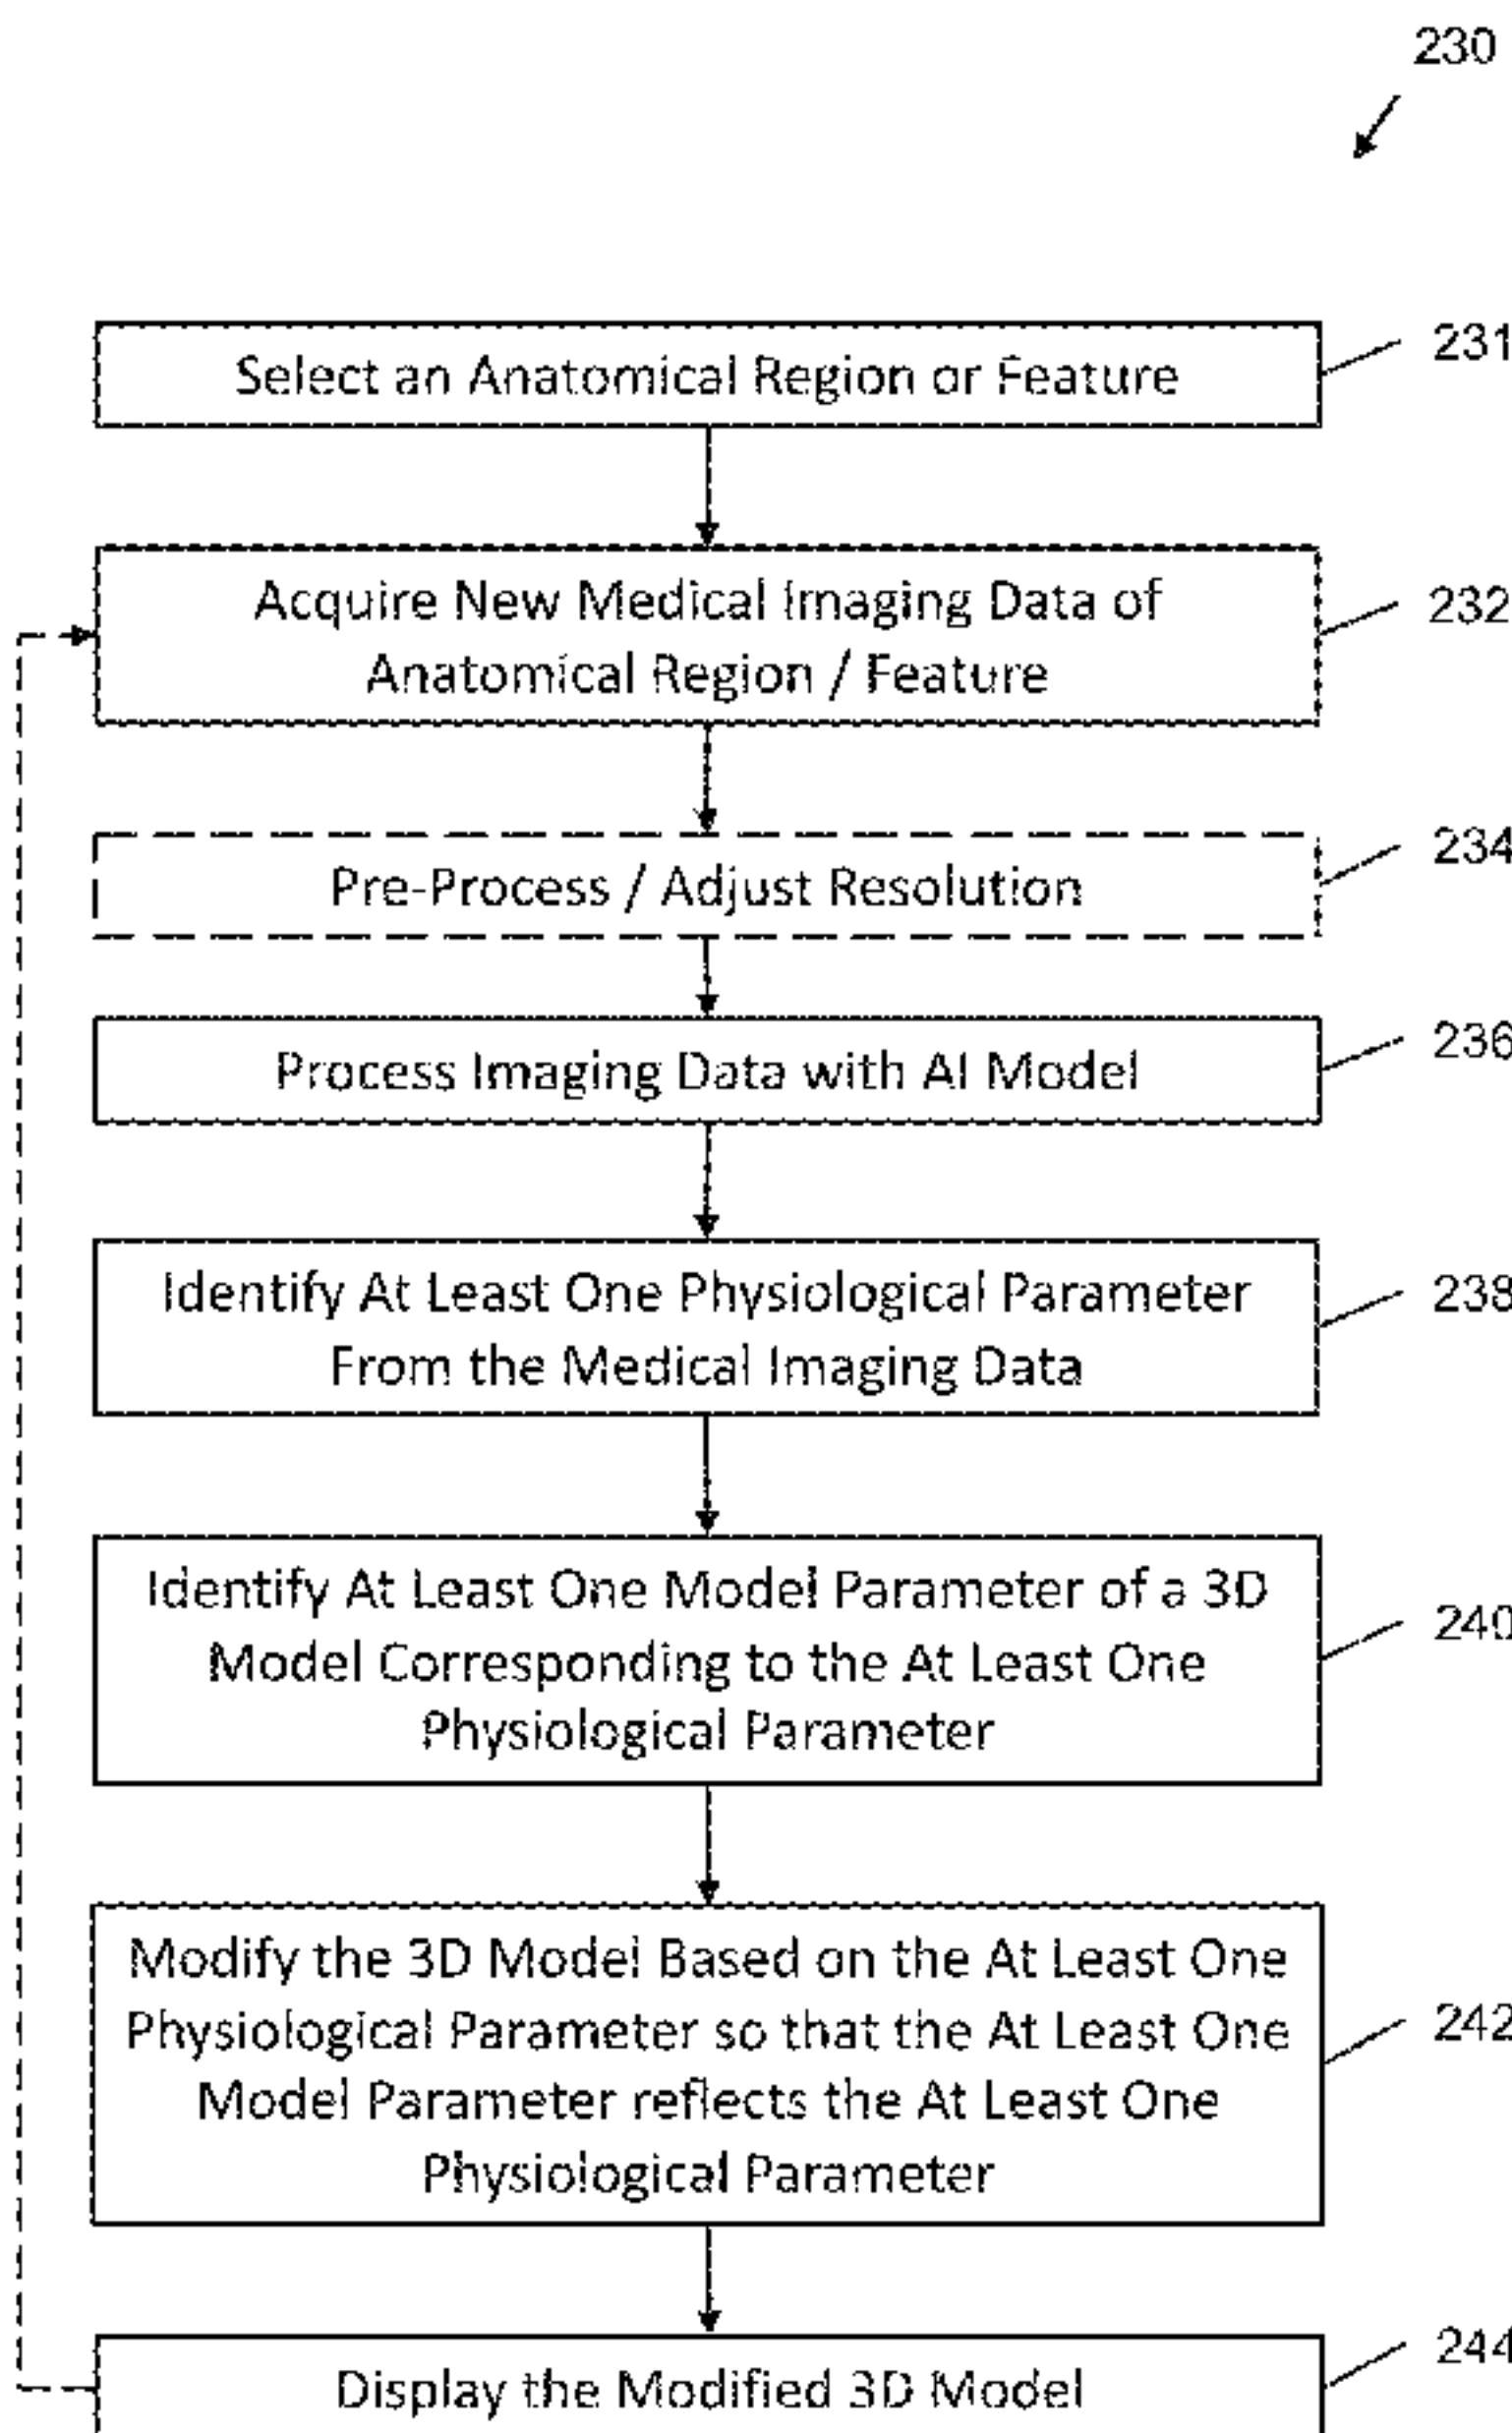 230
Select an Anatomical Region or Feature
231
Acquire New Medical Imaging Data of
Anatomical Region / Feature
232
Pre-Process / Adjust Resolution
234
Process Imaging Data with AI Model
236
Identify At Least One Physiological Parameter
From the Medical Imaging Data
238
Identify At Least One Model Parameter of a 3D
Model Corresponding to the At Least One
Physiological Parameter
240
Modify the 3D Model Based on the At Least One
Physiological Parameter so that the At Least One
Model Parameter reflects the At Least One
Physiological Parameter
242
Display the Modified 3D Model
244